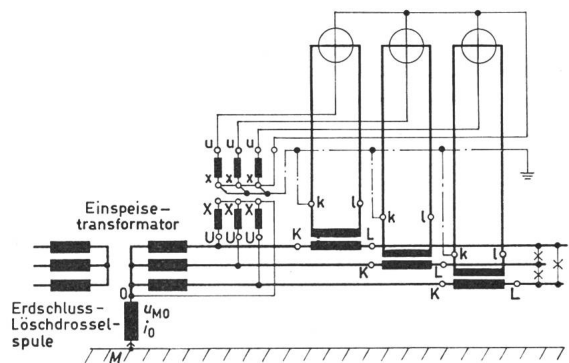 u u u
x x x
k l
k l
k l
Einspeise-
transformator
X X X
U U U
K L
K L
K L
Erdschluss-
Löschdrossel-
spule
0
u_M0
i_0
M